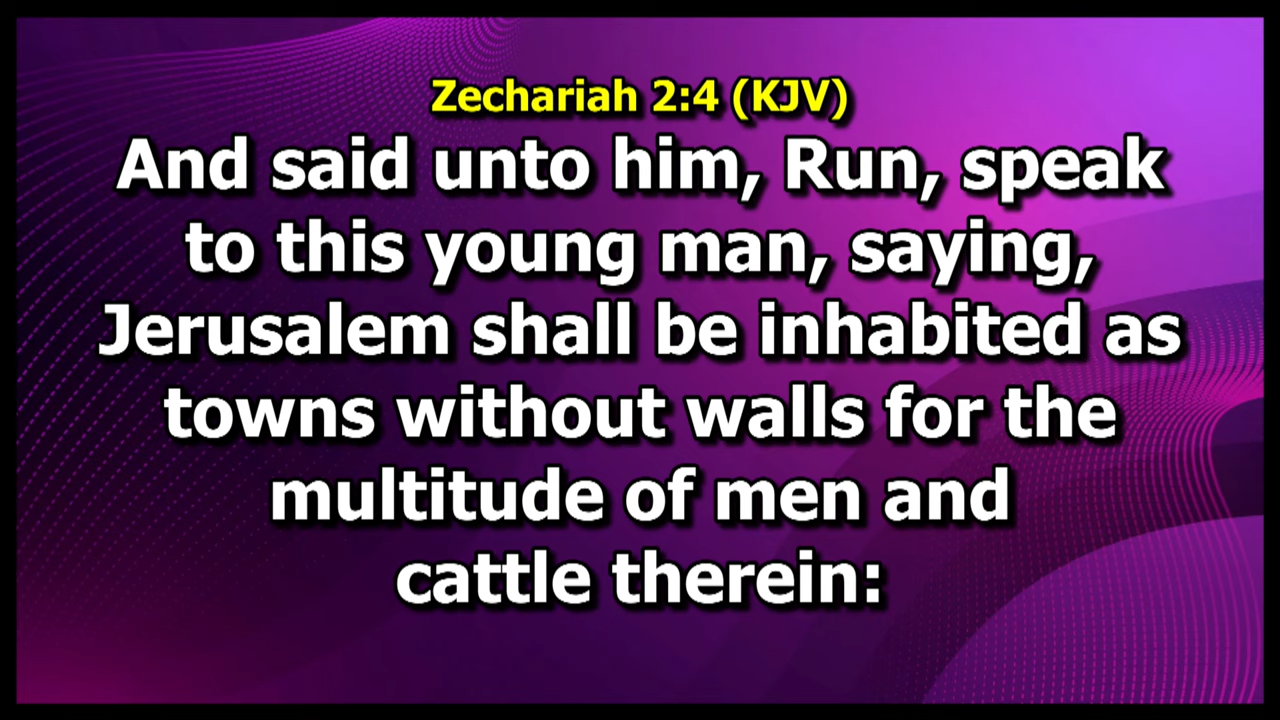 Zechariah 2:4 (KJV)
And said unto him, Run, speak
to this young man, saying,
Jerusalem shall be inhabited as
towns without walls for the
multitude of men and
cattle therein: